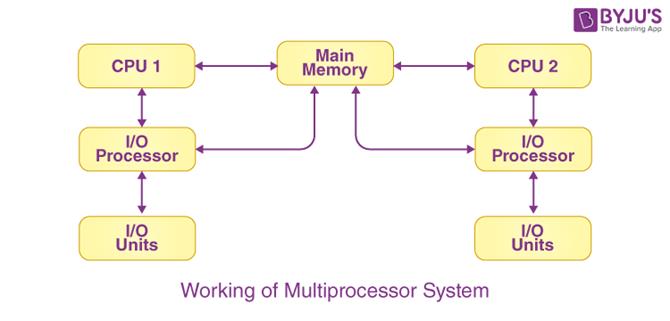 BYJU'S
The Learning App
CPU 1
Main
Memory
CPU 2
I/O
Processor
I/O
Processor
I/O
Units
I/O
Units
Working of Multiprocessor System